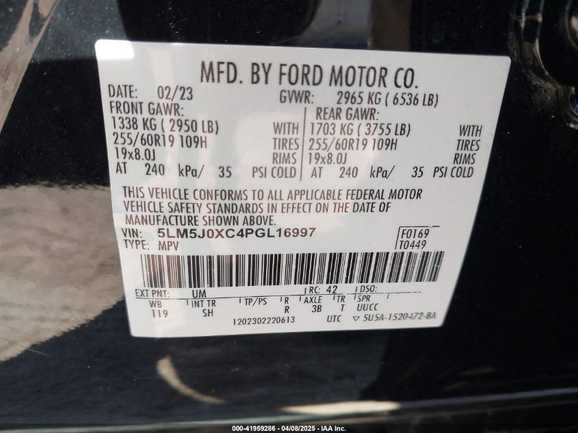 MFD. BY FORD MOTOR CO.
DATE: 02/23 GVWR: 2965 KG ( 6536 LB)
FRONT GAWR: REAR GAWR:
1338 KG ( 2950 LB) WITH 1703 KG ( 3755 LB) WITH
255/60R19 109H TIRES 255/60R19 109H TIRES
19x8.0J RIMS 19x8.0J RIMS
AT 240 kPa/ 35 PSI COLD AT 240 kPa/ 35 PSI COLD
THIS VEHICLE CONFORMS TO ALL APPLICABLE FEDERAL MOTOR
VEHICLE SAFETY STANDARDS IN EFFECT ON THE DATE OF
MANUFACTURE SHOWN ABOVE.
VIN: 5LM5J0XC4PGL16997 F0169
TYPE: MPV T0449
EXT PNT: UM RC: 42 DSO:
WB INT TR TP/PS R AXLE TR SPR
119 SH R 3B T UUCC
1202302220613 UTC ▽ 5U5A-1520472-BA
000-41959286 - 04/08/2025 - IAA, Inc.